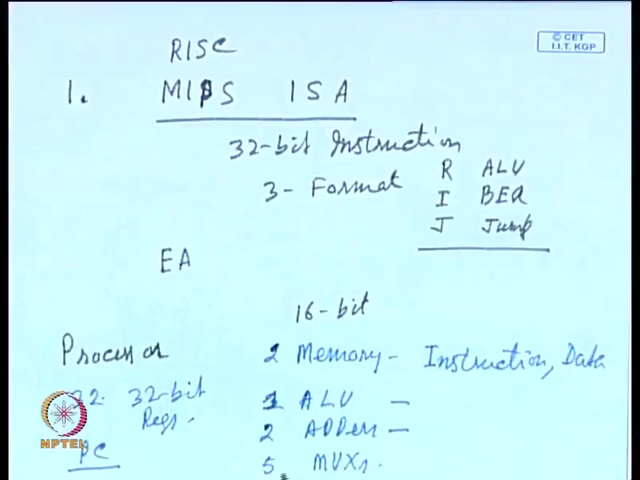 © CET
I.I.T. KGP
RISC
1. MIPS ISA
32-bit Instruction
3- Format R ALU
I BEQ
J Jump
EA
16-bit
Processor 2 Memory - Instruction, Data
32. 32-bit 1 ALU -
Regs. 2 ADDers -
PC 5 MUXs.
NPTEL